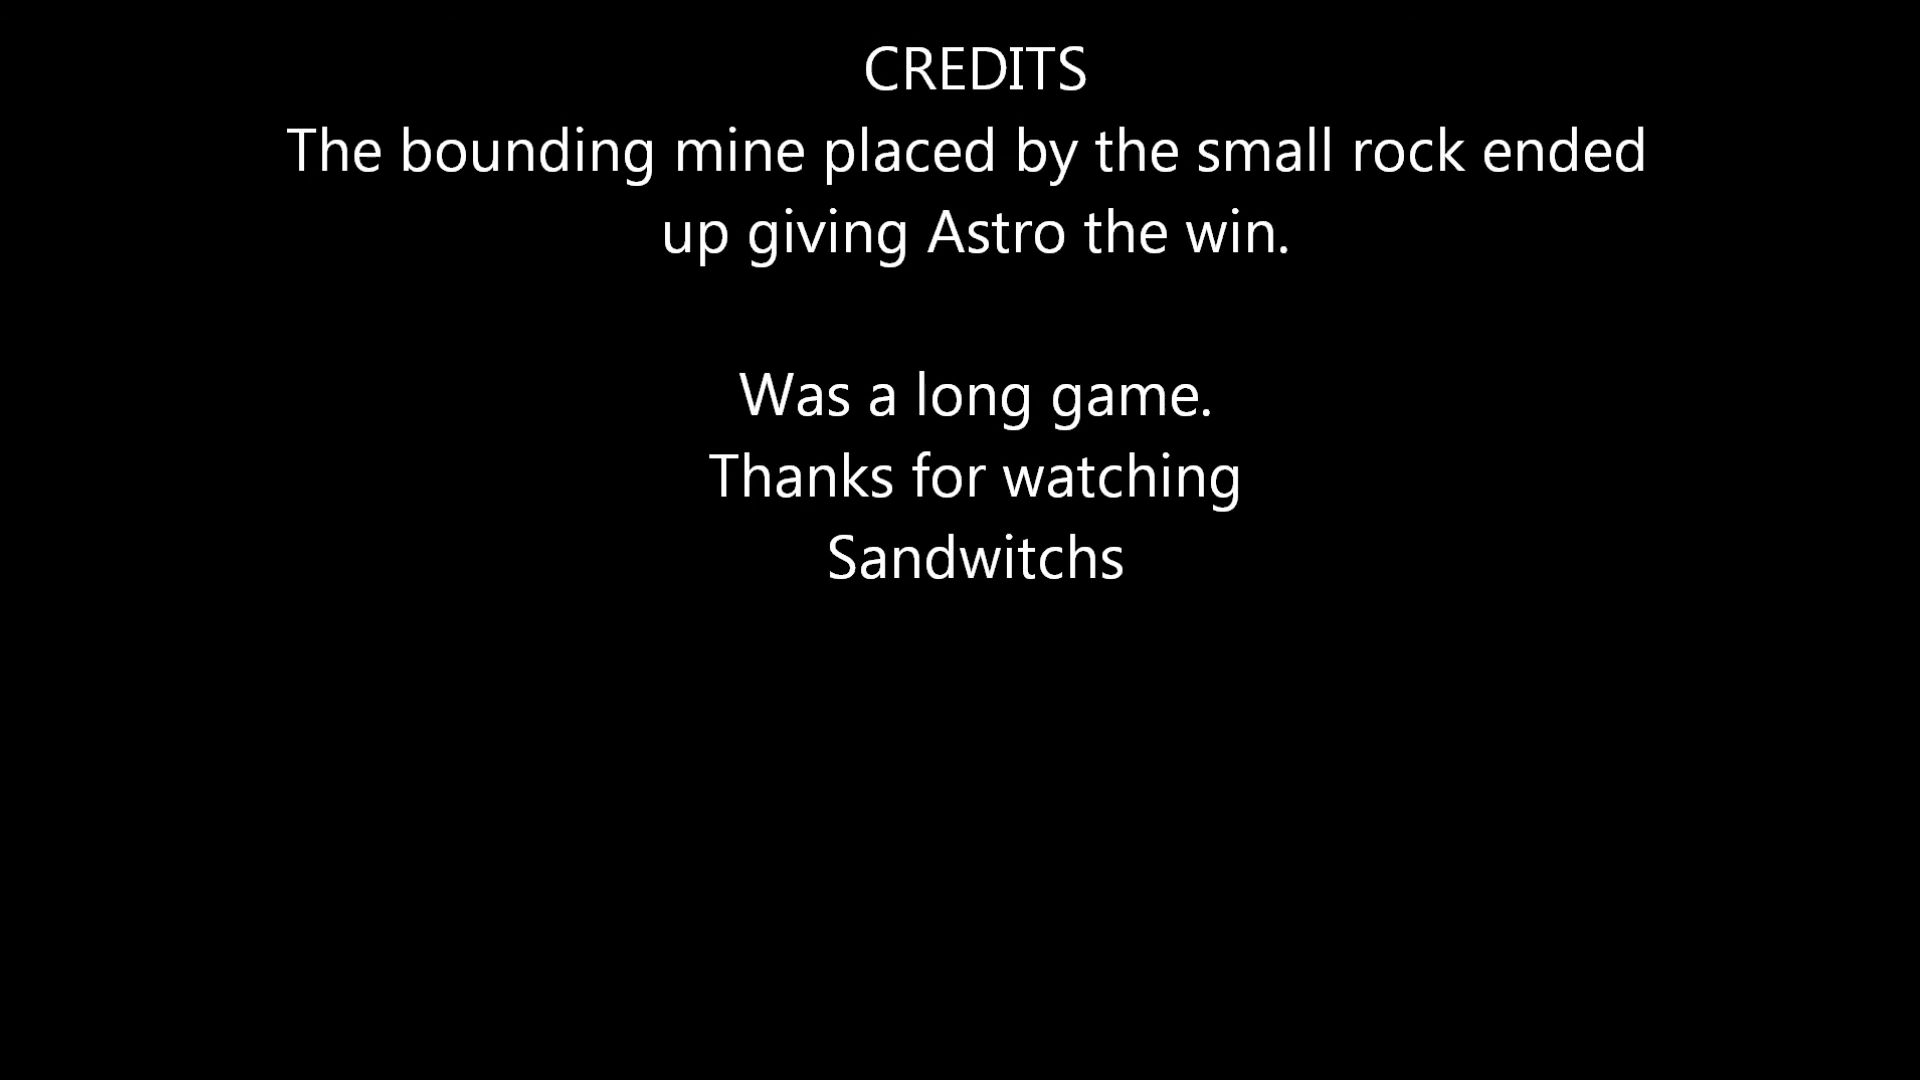 CREDITS
The bounding mine placed by the small rock ended
up giving Astro the win.
Was a long game.
Thanks for watching
Sandwitchs